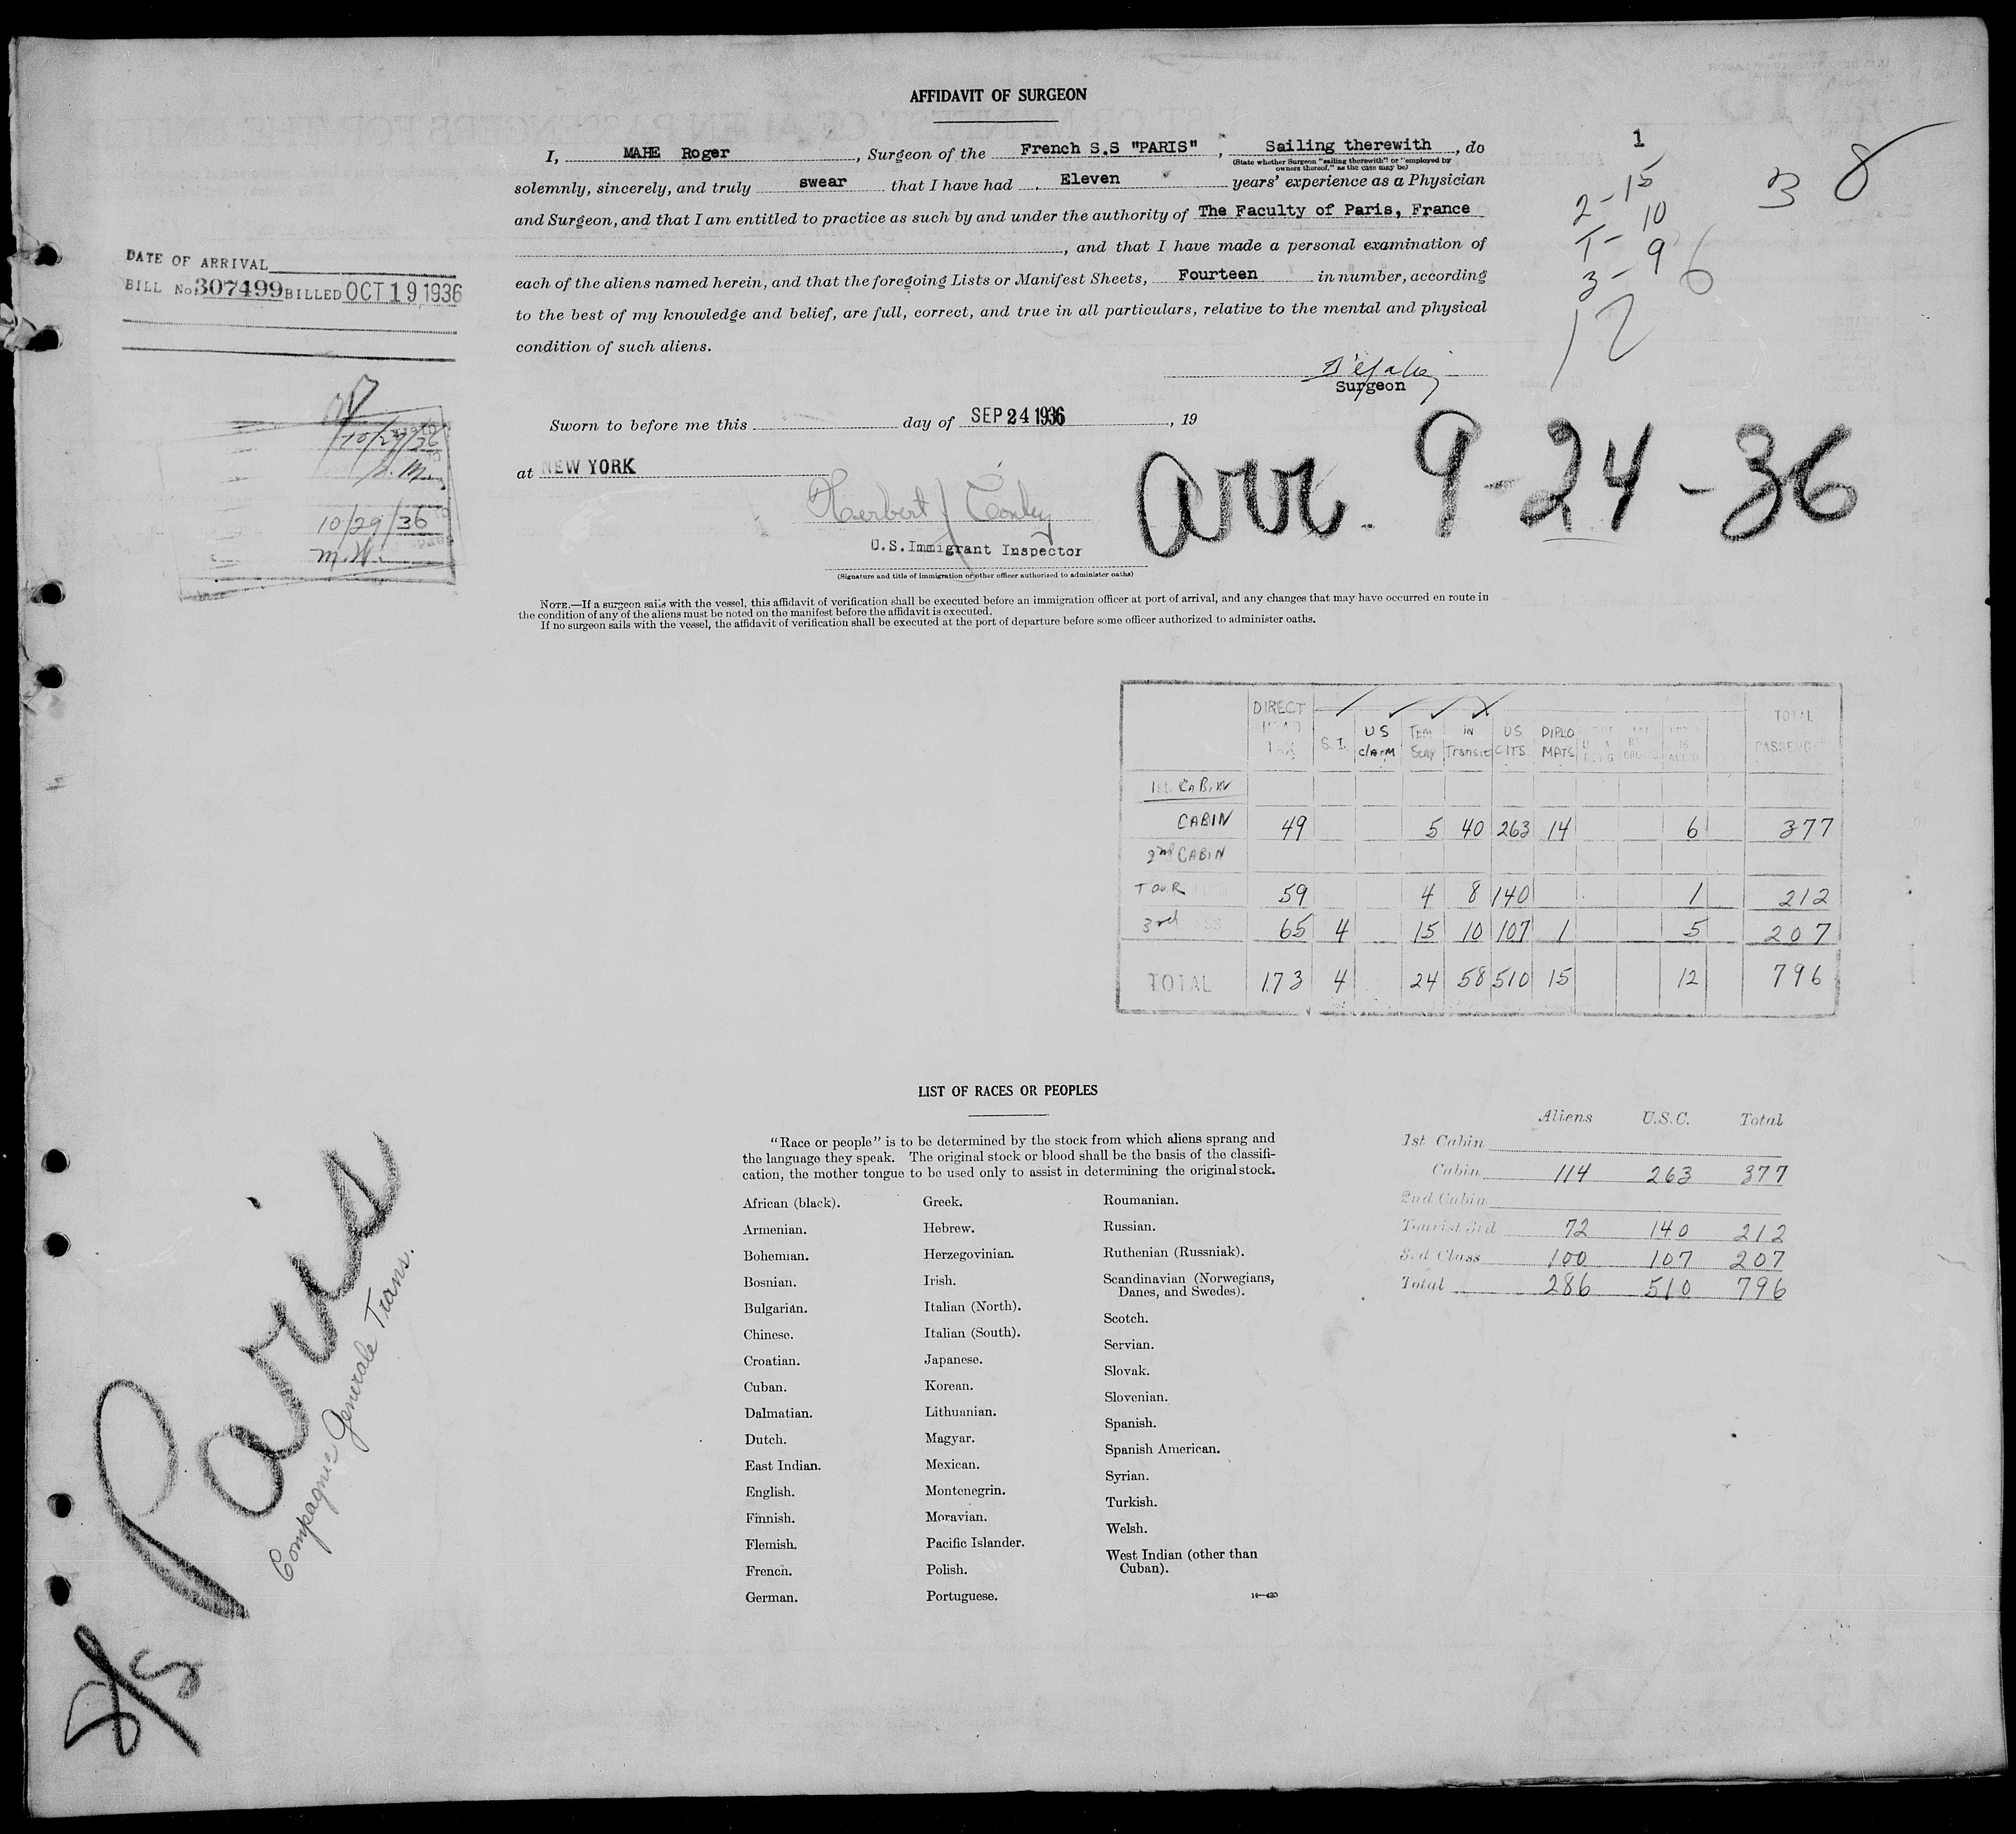 AFFIDAVIT OF SURGEON
I, MAHE Roger, Surgeon of the French S.S "PARIS", Sailing therewith, do
(State whether Surgeon "sailing therewith" or "employed by
owners thereof," as the case may be)
solemnly, sincerely, and truly swear that I have had Eleven years' experience as a Physician
and Surgeon, and that I am entitled to practice as such by and under the authority of The Faculty of Paris, France
, and that I have made a personal examination of
each of the aliens named herein, and that the foregoing Lists or Manifest Sheets, Fourteen in number, according
to the best of my knowledge and belief, are full, correct, and true in all particulars, relative to the mental and physical
condition of such aliens.
Surgeon
Sworn to before me this day of SEP 24 1936, 19
at NEW YORK
Herbert J Conley
U.S. Immigrant Inspector
(Signature and title of immigration or other officer authorized to administer oaths)
NOTE.—If a surgeon sails with the vessel, this affidavit of verification shall be executed before an immigration officer at port of arrival, and any changes that may have occurred en route in
the condition of any of the aliens must be noted on the manifest before the affidavit is executed.
If no surgeon sails with the vessel, the affidavit of verification shall be executed at the port of departure before some officer authorized to administer oaths.
1
2-15
T-10
3-9
12
3 8
6
arr. 9-24-36
DATE OF ARRIVAL
BILL No 307499 BILLED OCT 19 1936
10/29/36
10/29/36
M.H.
DIRECT HEAD TAX S.I. US claim Tem Stay in Transit US CITS. DIPLO MATS TOTAL PASSENG
1st CABIN
CABIN 49 5 40 263 14 6 377
2nd CABIN
TOUR 59 4 8 140 1 212
3rd 65 4 15 10 107 1 5 207
TOTAL 173 4 24 58 510 15 12 796
LIST OF RACES OR PEOPLES
"Race or people" is to be determined by the stock from which aliens sprang and
the language they speak. The original stock or blood shall be the basis of the classifi-
cation, the mother tongue to be used only to assist in determining the original stock.
African (black).
Armenian.
Bohemian.
Bosnian.
Bulgarian.
Chinese.
Croatian.
Cuban.
Dalmatian.
Dutch.
East Indian.
English.
Finnish.
Flemish.
French.
German.
Greek.
Hebrew.
Herzegovinian.
Irish.
Italian (North).
Italian (South).
Japanese.
Korean.
Lithuanian.
Magyar.
Mexican.
Montenegrin.
Moravian.
Pacific Islander.
Polish.
Portuguese.
Roumanian.
Russian.
Ruthenian (Russniak).
Scandinavian (Norwegians,
Danes, and Swedes).
Scotch.
Servian.
Slovak.
Slovenian.
Spanish.
Spanish American.
Syrian.
Turkish.
Welsh.
West Indian (other than
Cuban).
Aliens U.S.C. Total
1st Cabin
Cabin 114 263 377
2nd Cabin
Tourist 3rd 72 140 212
3rd Class 100 107 207
Total 286 510 796
S/S Paris
Compagnie Generale Trans.